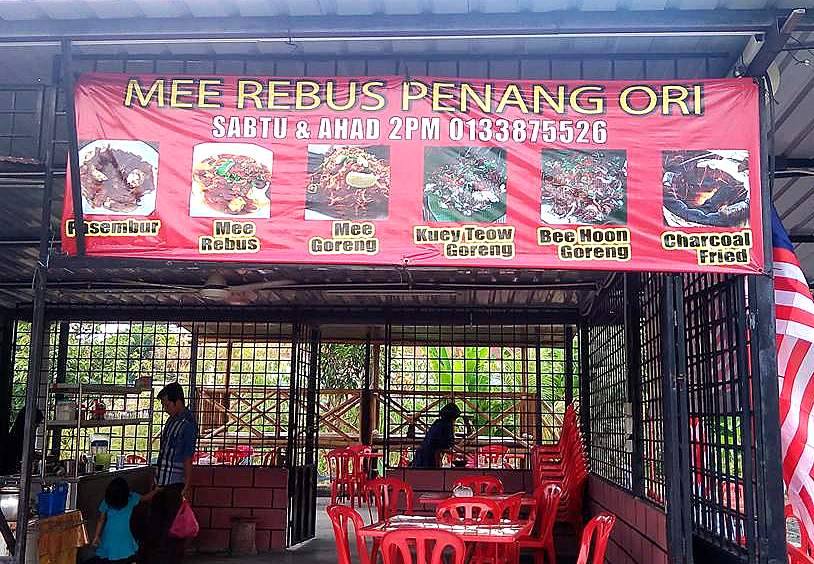 MEE REBUS PENANG ORI
SABTU & AHAD 2PM 0133875526
Pasembur
Mee
Rebus
Mee
Goreng
Kuey Teow
Goreng
Bee Hoon
Goreng
Charcoal
Fried